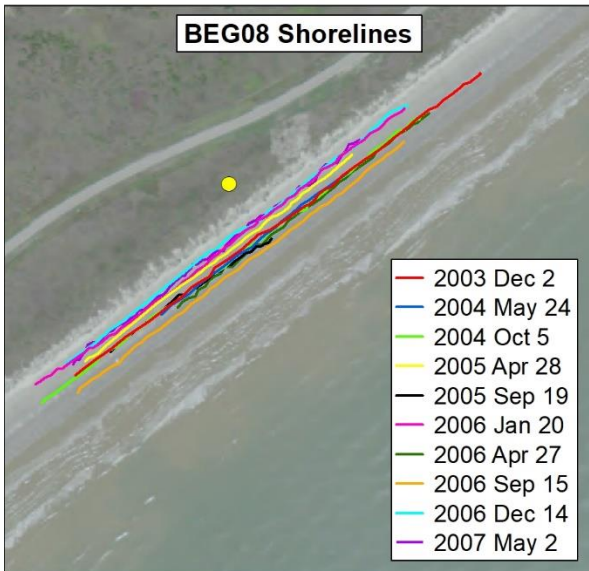 BEG08 Shorelines
2003 Dec 2
2004 May 24
2004 Oct 5
2005 Apr 28
2005 Sep 19
2006 Jan 20
2006 Apr 27
2006 Sep 15
2006 Dec 14
2007 May 2